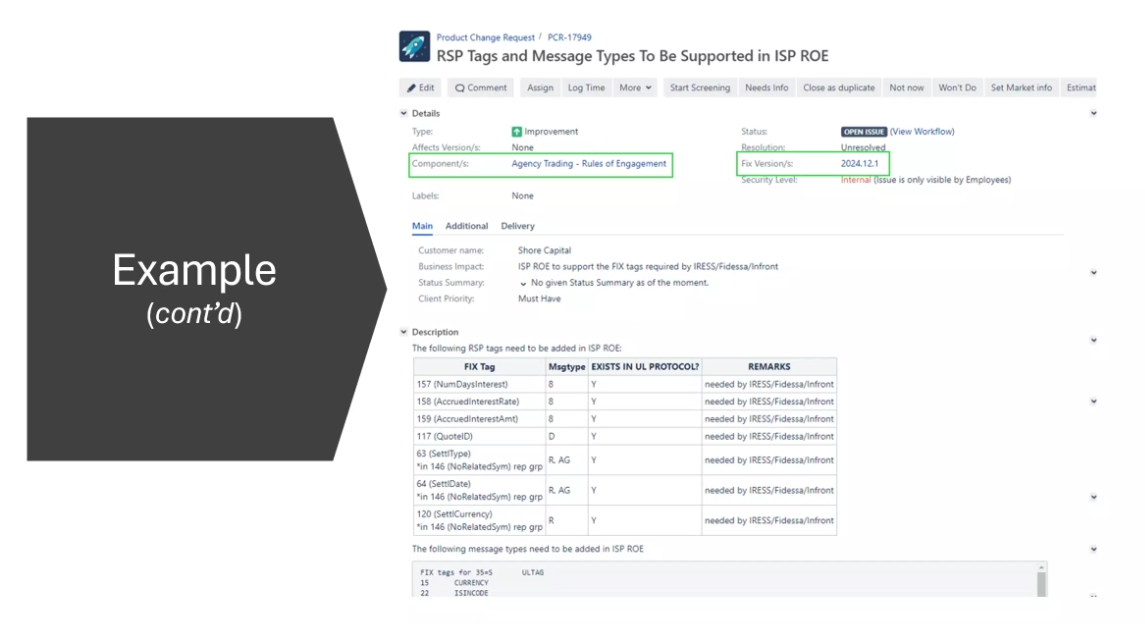 Example
(cont'd)
Product Change Request / PCR-17949
RSP Tags and Message Types To Be Supported in ISP ROE
Edit Comment Assign Log Time More Start Screening Needs Info Close as duplicate Not now Won't Do Set Market info Estimat
Details
Type: Improvement Status: OPEN ISSUE (View Workflow)
Affects Version/s: None Resolution: Unresolved
Component/s: Agency Trading - Rules of Engagement Fix Version/s: 2024.12.1
Security Level: Internal (Issue is only visible by Employees)
Labels: None
Main Additional Delivery
Customer name: Shore Capital
Business Impact: ISP ROE to support the FIX tags required by IRESS/Fidessa/Infront
Status Summary: No given Status Summary as of the moment.
Client Priority: Must Have
Description
The following RSP tags need to be added in ISP ROE:
FIX Tag Msgtype EXISTS IN UL PROTOCOL? REMARKS
157 (NumDaysInterest) 8 Y needed by IRESS/Fidessa/Infront
158 (AccruedInterestRate) 8 Y needed by IRESS/Fidessa/Infront
159 (AccruedInterestAmt) 8 Y needed by IRESS/Fidessa/Infront
117 (QuoteID) D Y needed by IRESS/Fidessa/Infront
63 (SettlType)
*in 146 (NoRelatedSym) rep grp R, AG Y needed by IRESS/Fidessa/Infront
64 (SettlDate)
*in 146 (NoRelatedSym) rep grp R, AG Y needed by IRESS/Fidessa/Infront
120 (SettlCurrency)
*in 146 (NoRelatedSym) rep grp R Y needed by IRESS/Fidessa/Infront
The following message types need to be added in ISP ROE
FIX tags for 35=S ULTAG
15 CURRENCY
22 ISINCODE